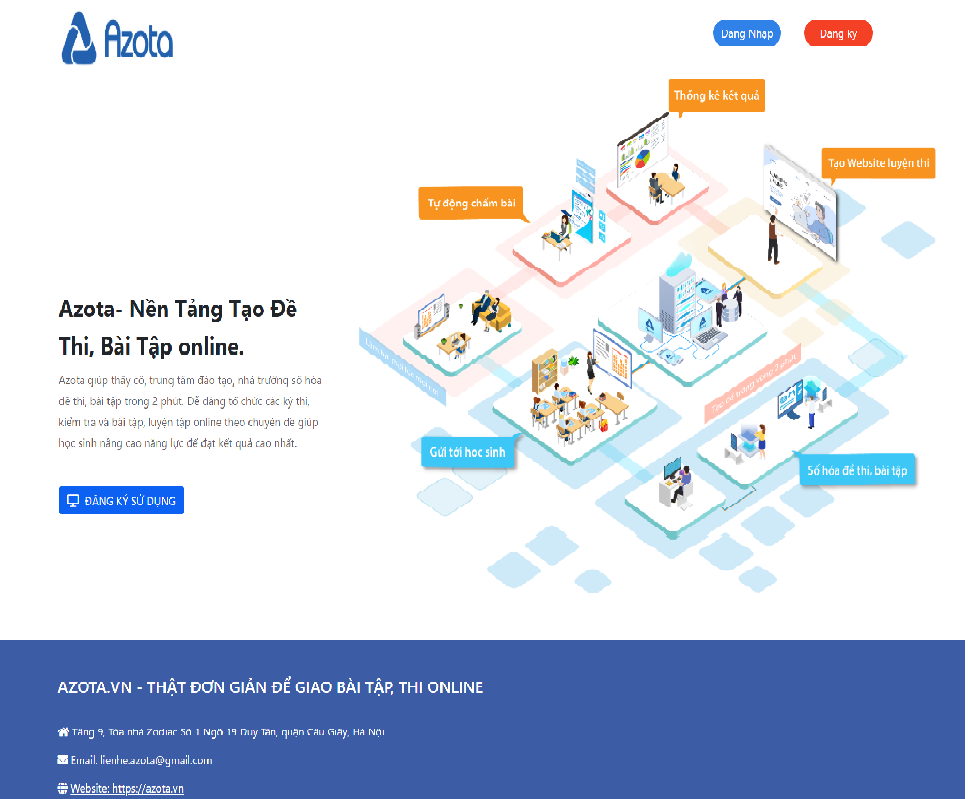 Azota
Đăng Nhập
Đăng ký
Thống kê kết quả
Tạo Website luyện thi
Tự động chấm bài
Azota- Nền Tảng Tạo Đề
Thi, Bài Tập online.
Azota giúp thầy cô, trung tâm đào tạo, nhà trường số hóa
đề thi, bài tập trong 2 phút. Dễ dàng tổ chức các kỳ thi,
kiểm tra và bài tập, luyện tập online theo chuyên đề giúp
học sinh nâng cao năng lực để đạt kết quả cao nhất.
Gửi tới học sinh
Số hóa đề thi, bài tập
ĐĂNG KÝ SỬ DỤNG
AZOTA.VN - THẬT ĐƠN GIẢN ĐỂ GIAO BÀI TẬP, THI ONLINE
Tầng 9, Tòa nhà Zodiac Số 1 Ngõ 19 Duy Tân, quận Cầu Giấy, Hà Nội
Email. lienhe.azota@gmail.com
Website: https://azota.vn